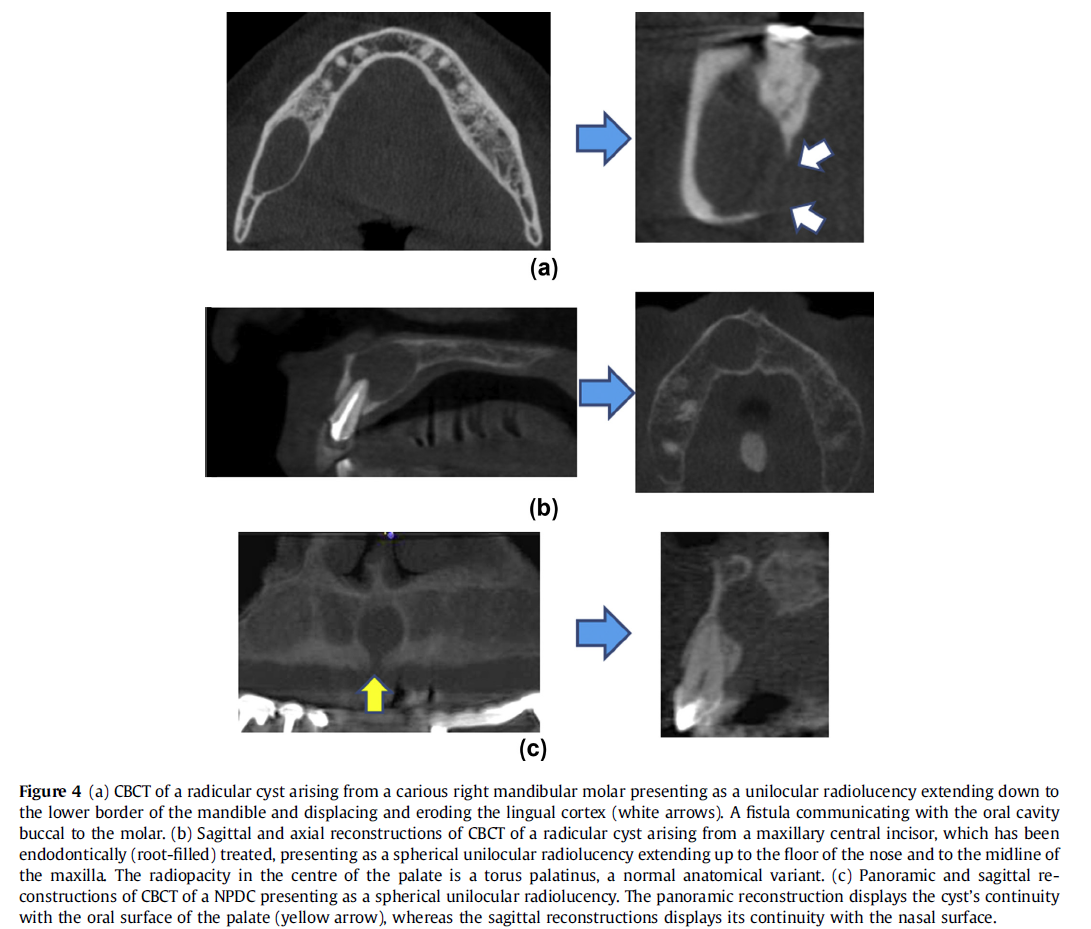 (a)
(b)
(c)
Figure 4 (a) CBCT of a radicular cyst arising from a carious right mandibular molar presenting as a unilocular radiolucency extending down to
the lower border of the mandible and displacing and eroding the lingual cortex (white arrows). A fistula communicating with the oral cavity
buccal to the molar. (b) Sagittal and axial reconstructions of CBCT of a radicular cyst arising from a maxillary central incisor, which has been
endodontically (root-filled) treated, presenting as a spherical unilocular radiolucency extending up to the floor of the nose and to the midline of
the maxilla. The radiopacity in the centre of the palate is a torus palatinus, a normal anatomical variant. (c) Panoramic and sagittal re-
constructions of CBCT of a NPDC presenting as a spherical unilocular radiolucency. The panoramic reconstruction displays the cyst's continuity
with the oral surface of the palate (yellow arrow), whereas the sagittal reconstructions displays its continuity with the nasal surface.